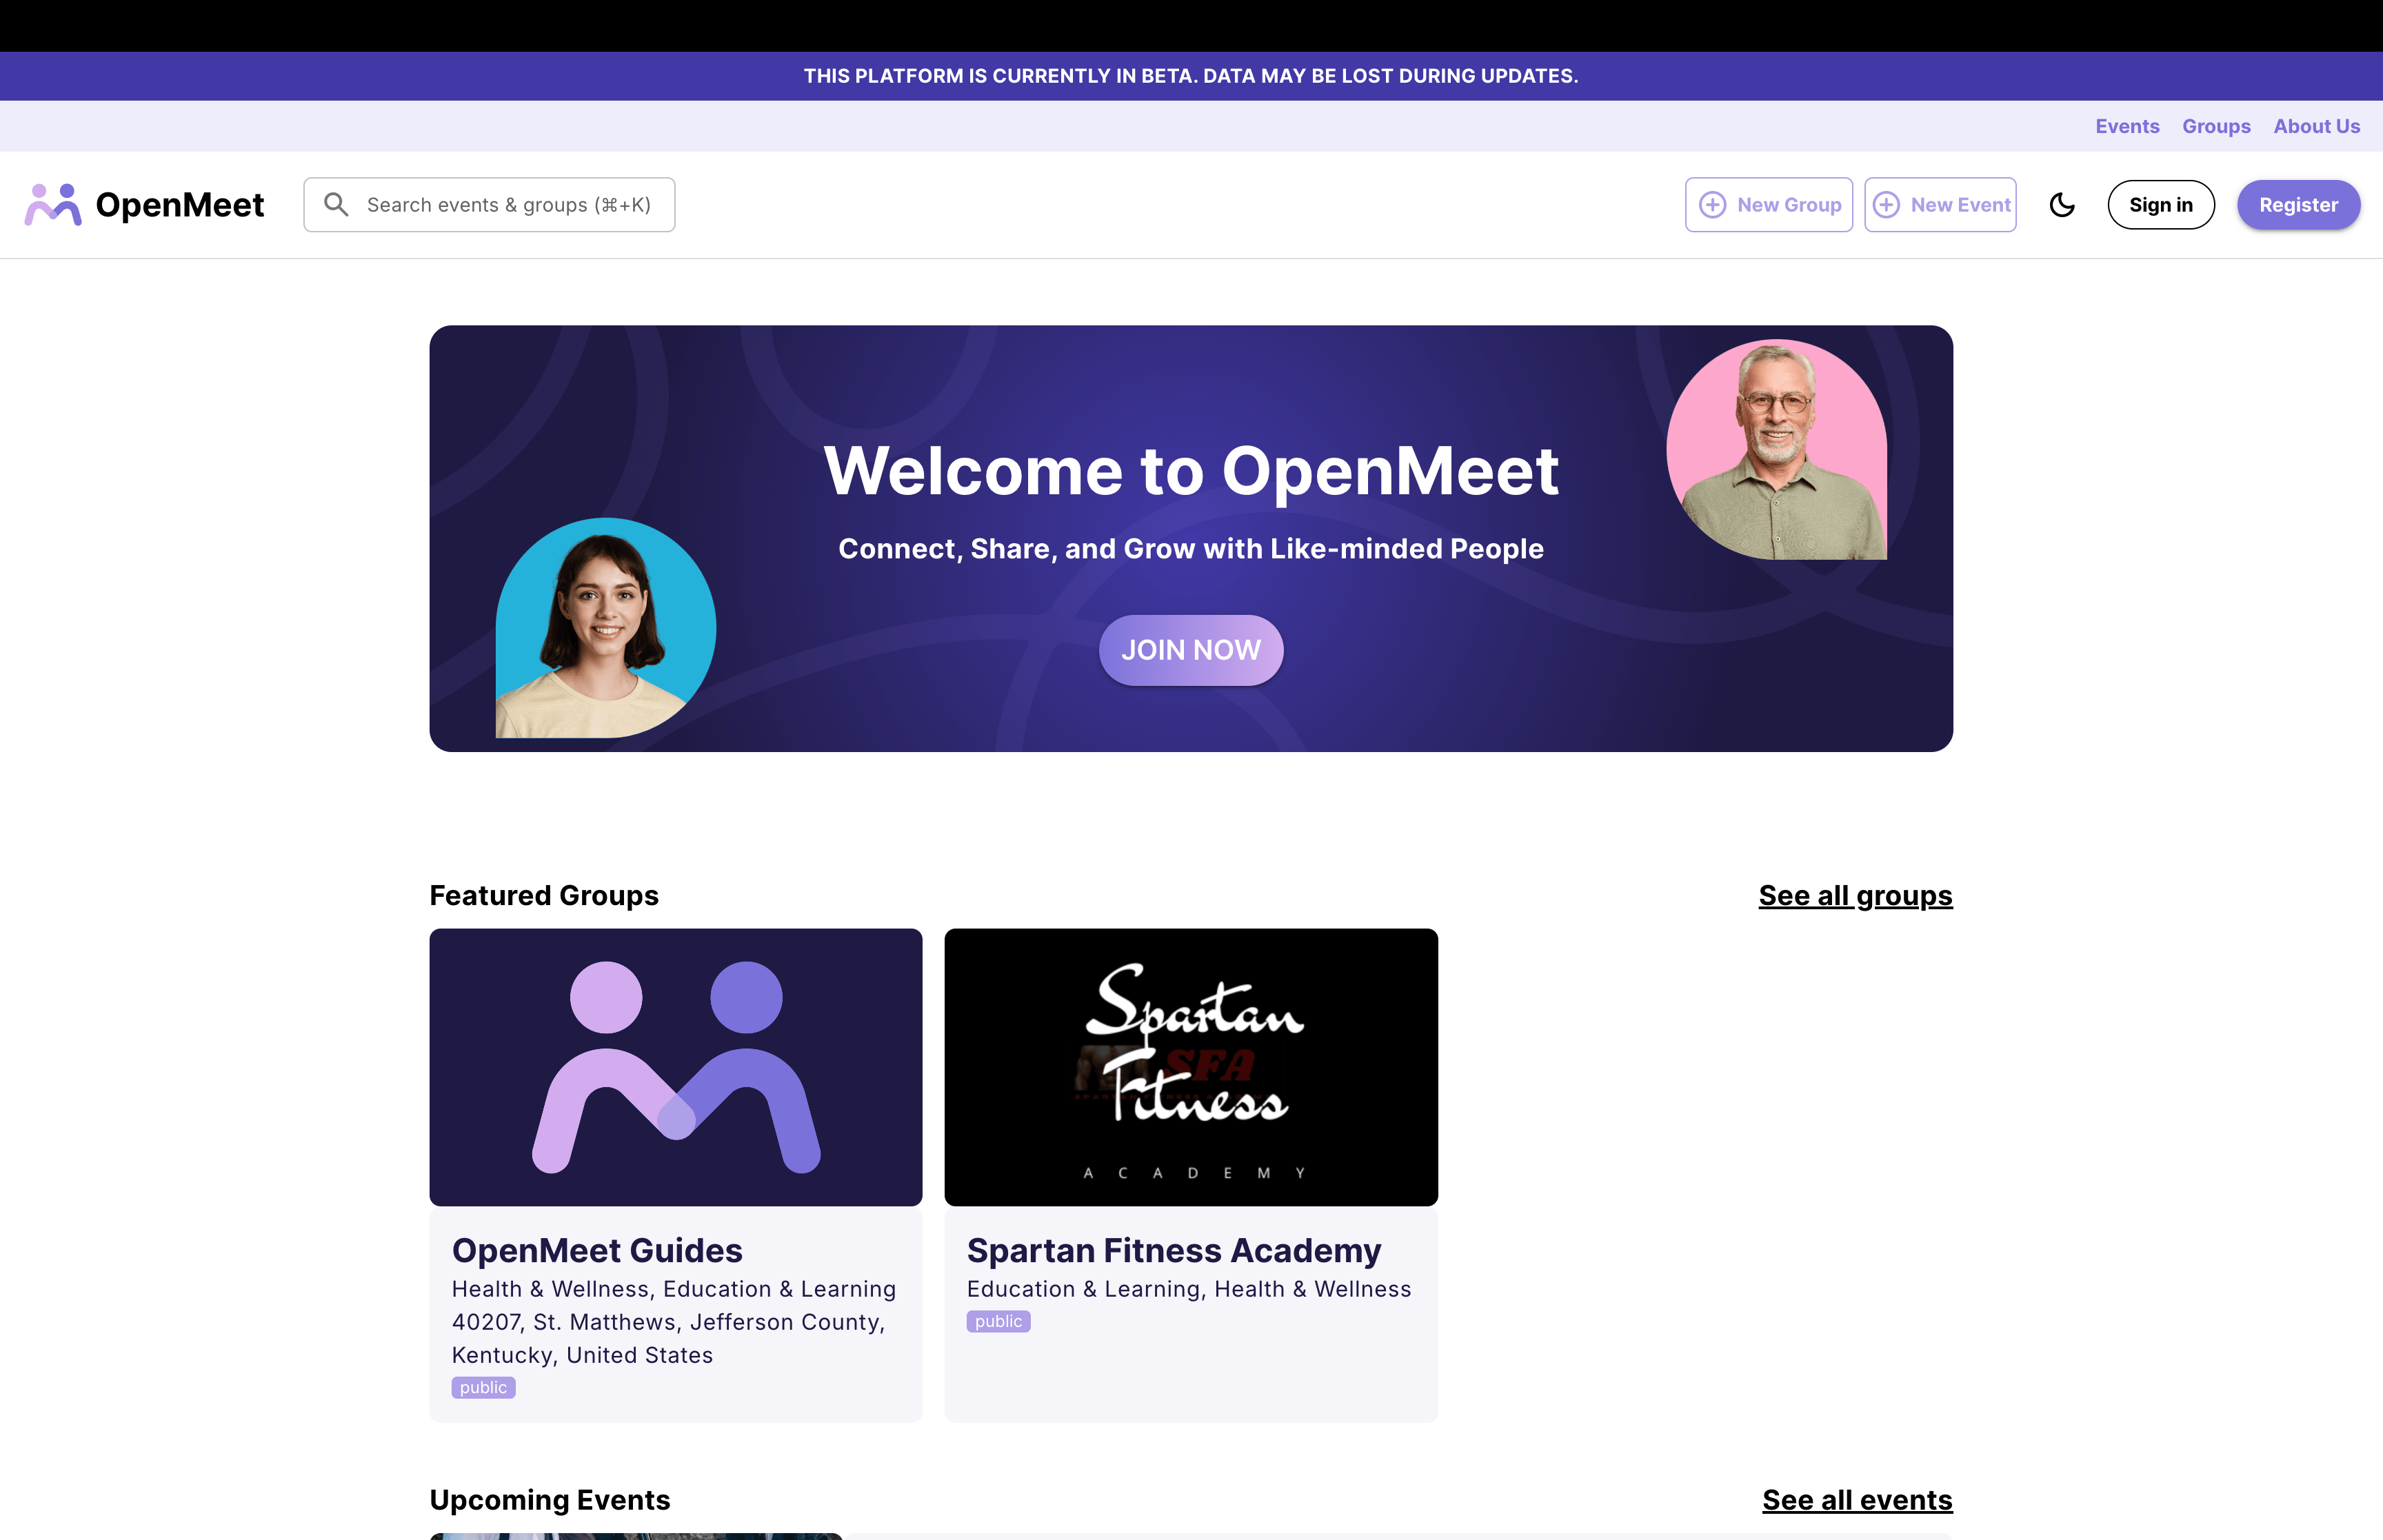 THIS PLATFORM IS CURRENTLY IN BETA. DATA MAY BE LOST DURING UPDATES.
Events Groups About Us
OpenMeet
Search events & groups (⌘+K)
New Group
New Event
Sign in
Register
Welcome to OpenMeet
Connect, Share, and Grow with Like-minded People
JOIN NOW
Featured Groups
See all groups
Spartan
SFA
Fitness
ACADEMY
OpenMeet Guides
Health & Wellness, Education & Learning
40207, St. Matthews, Jefferson County,
Kentucky, United States
public
Spartan Fitness Academy
Education & Learning, Health & Wellness
public
Upcoming Events
See all events